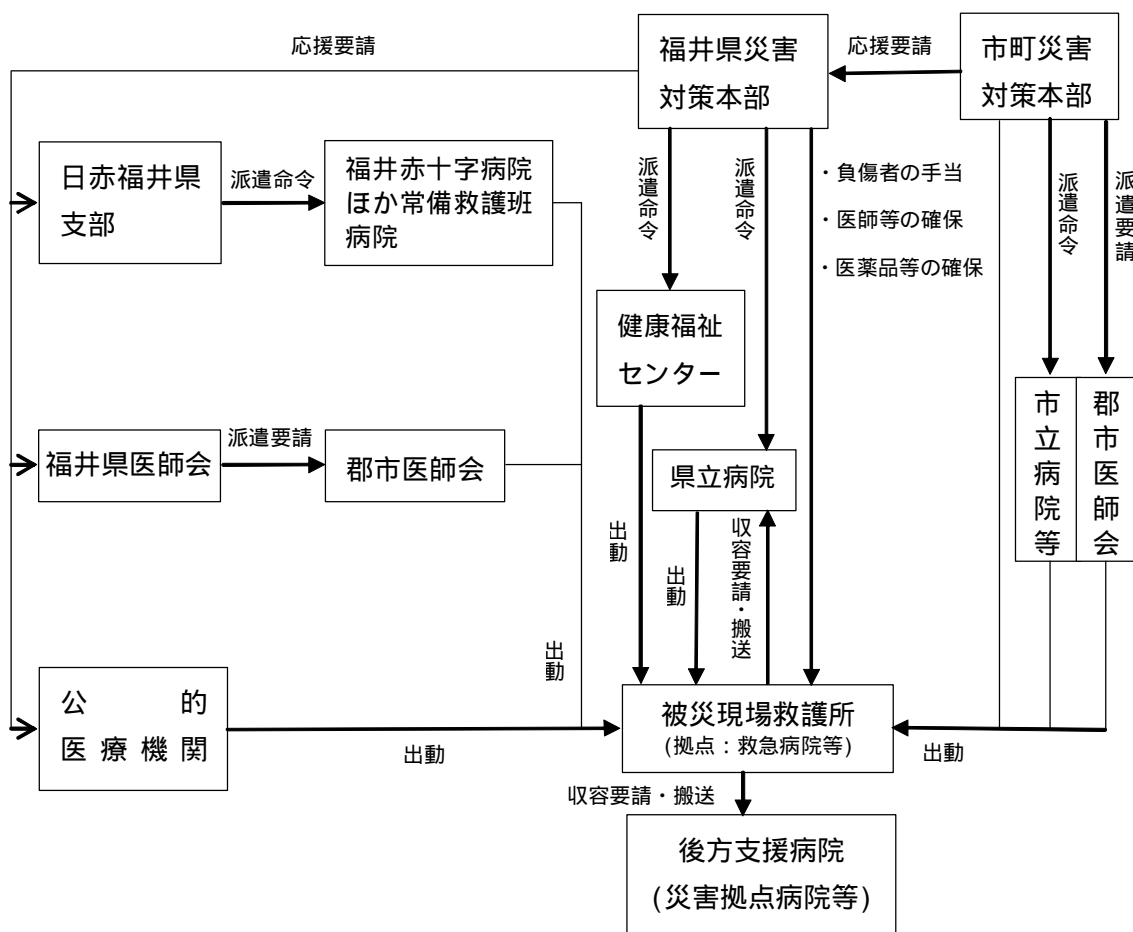 応援要請
福井県災害
対策本部
応援要請
市町災害
対策本部
日赤福井県
支部
派遣命令
福井赤十字病院
ほか常備救護班
病院
派遣命令
派遣命令
・負傷者の手当
・医師等の確保
・医薬品等の確保
派遣命令
派遣要請
健康福祉
センター
市立病院等
郡市医師会
福井県医師会
派遣要請
郡市医師会
県立病院
出動
出動
収容要請・搬送
出動
公的
医療機関
出動
被災現場救護所
(拠点：救急病院等)
出動
収容要請・搬送
後方支援病院
(災害拠点病院等)